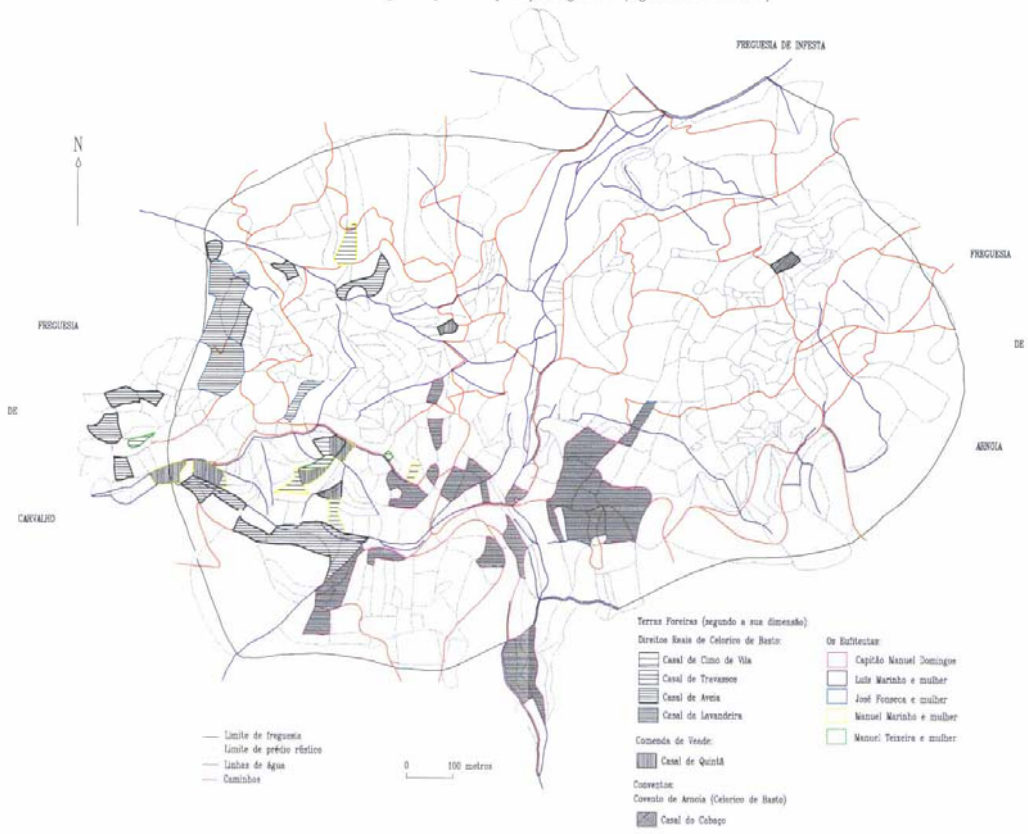 FREGUESIA DE INFESTA
N
FREGUESIA
FREGUESIA
DE
DE
ARNOIA
CARVALHO
Terras Foreiras (segundo a sua dimensão)
Direitos Reais de Celorico de Basto:
Casal de Cimo de Vila
Casal de Travassos
Casal de Aveia
Casal da Lavandeira
Comenda de Veade:
Casal de Quintã
Conventos:
Covento de Arnoia (Celorico de Basto)
Casal do Cabaço
Os Enfiteutas:
Capitão Manuel Domingos
Luís Marinho e mulher
José Fonseca e mulher
Manuel Marinho e mulher
Manuel Teixeira e mulher
Limite de freguesia
Limite de prédio rústico
Linhas de água
Caminhos
0 100 metros